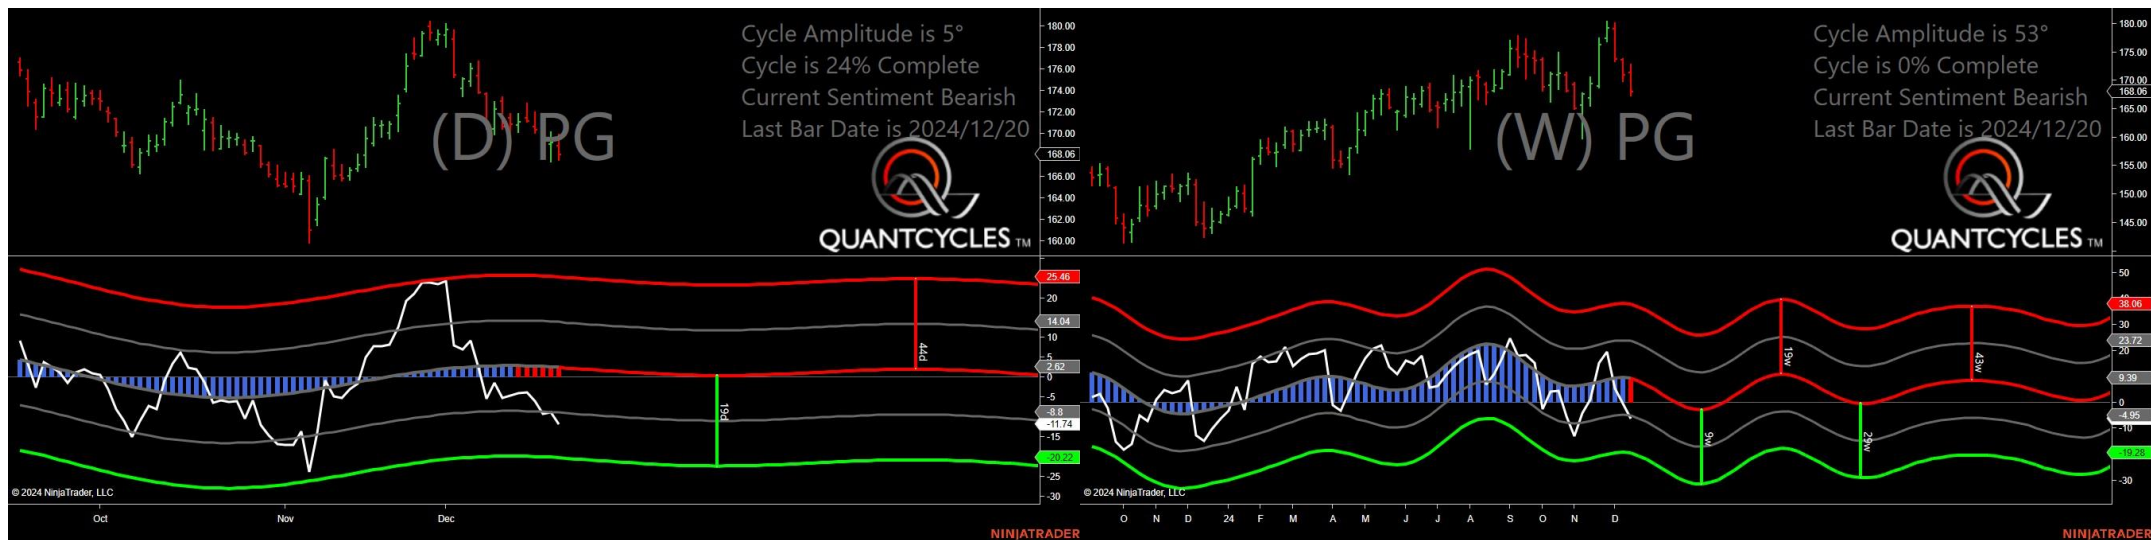 Cycle Amplitude is 5°
Cycle is 24% Complete
Current Sentiment Bearish
Last Bar Date is 2024/12/20
(D) PG
QUANTCYCLES TM
180.00
178.00
176.00
174.00
172.00
170.00
168.06
166.00
164.00
162.00
160.00
25.46
20
14.04
10
5
2.62
0
-5
-8.8
-11.74
-15
-20.22
-25
-30
44d
19d
© 2024 NinjaTrader, LLC
Oct Nov Dec
NINJATRADER
Cycle Amplitude is 53°
Cycle is 0% Complete
Current Sentiment Bearish
Last Bar Date is 2024/12/20
(W) PG
QUANTCYCLES TM
180.00
175.00
170.00
168.06
165.00
160.00
155.00
150.00
145.00
50
38.06
30
23.72
20
9.39
0
-4.95
-10
-19.28
-30
19w
43w
9w
29w
© 2024 NinjaTrader, LLC
O N D 24 F M A M J J A S O N D
NINJATRADER